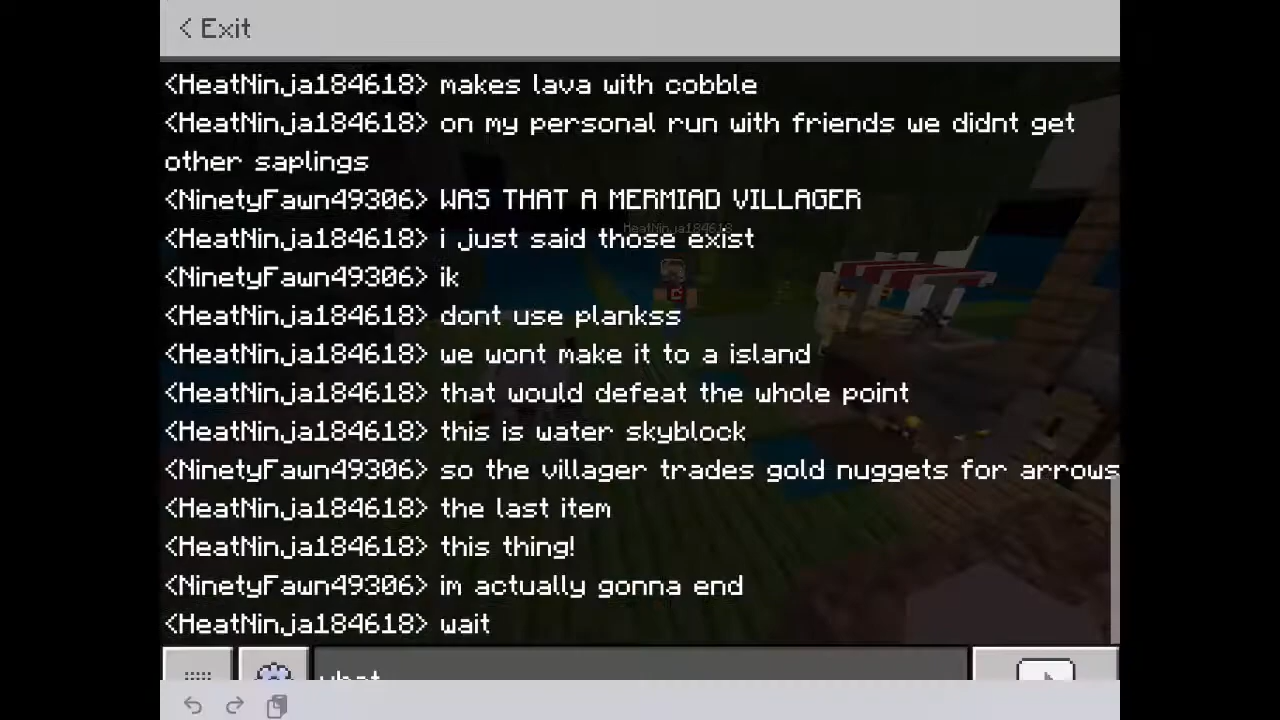 < Exit
<HeatNinja184618> makes lava with cobble
<HeatNinja184618> on my personal run with friends we didnt get
other saplings
<NinetyFawn49306> WAS THAT A MERMIAD VILLAGER
HeatNinja184618
<HeatNinja184618> i just said those exist
<NinetyFawn49306> ik
<HeatNinja184618> dont use plankss
<HeatNinja184618> we wont make it to a island
<HeatNinja184618> that would defeat the whole point
<HeatNinja184618> this is water skyblock
<NinetyFawn49306> so the villager trades gold nuggets for arrows
<HeatNinja184618> the last item
<HeatNinja184618> this thing!
<NinetyFawn49306> im actually gonna end
<HeatNinja184618> wait
what